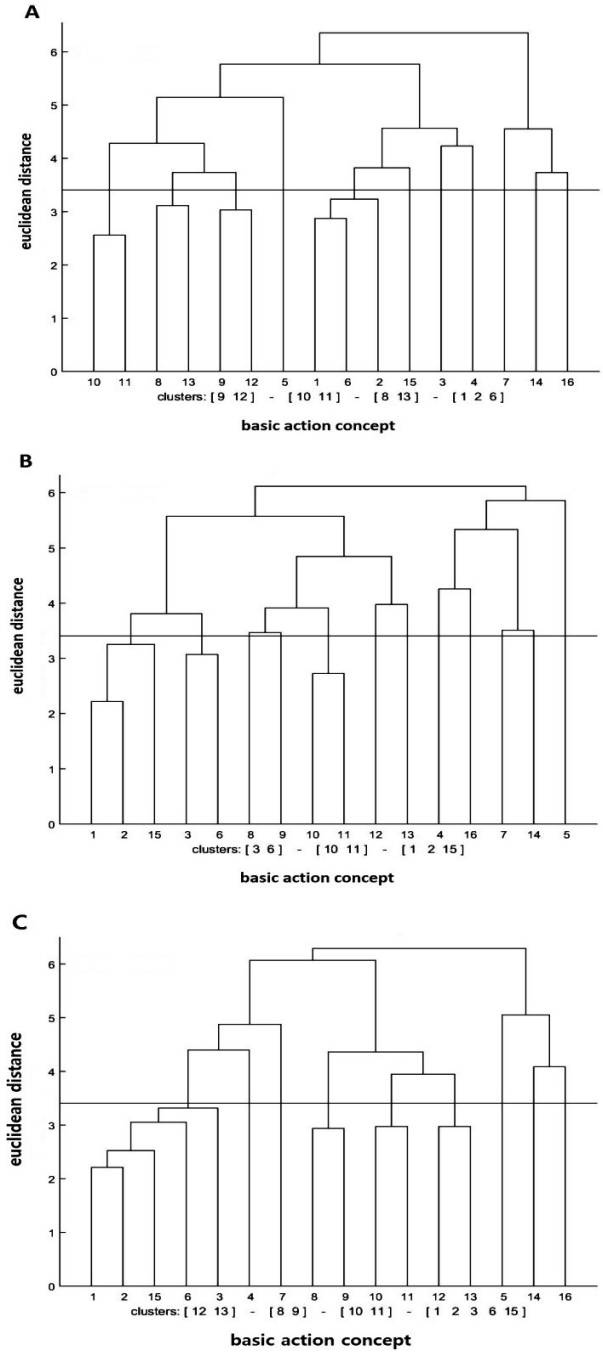 A
6
5
4
3
2
1
0
euclidean distance
10 11 8 13 9 12 5 1 6 2 15 3 4 7 14 16
clusters: [ 9 12 ] - [ 10 11 ] - [ 8 13 ] - [ 1 2 6 ]
basic action concept
B
6
5
4
3
2
1
0
euclidean distance
1 2 15 3 6 8 9 10 11 12 13 4 16 7 14 5
clusters: [ 3 6 ] - [ 10 11 ] - [ 1 2 15 ]
basic action concept
C
6
5
4
3
2
1
0
euclidean distance
1 2 15 6 3 4 7 8 9 10 11 12 13 5 14 16
clusters: [ 12 13 ] - [ 8 9 ] - [ 10 11 ] - [ 1 2 3 6 15 ]
basic action concept